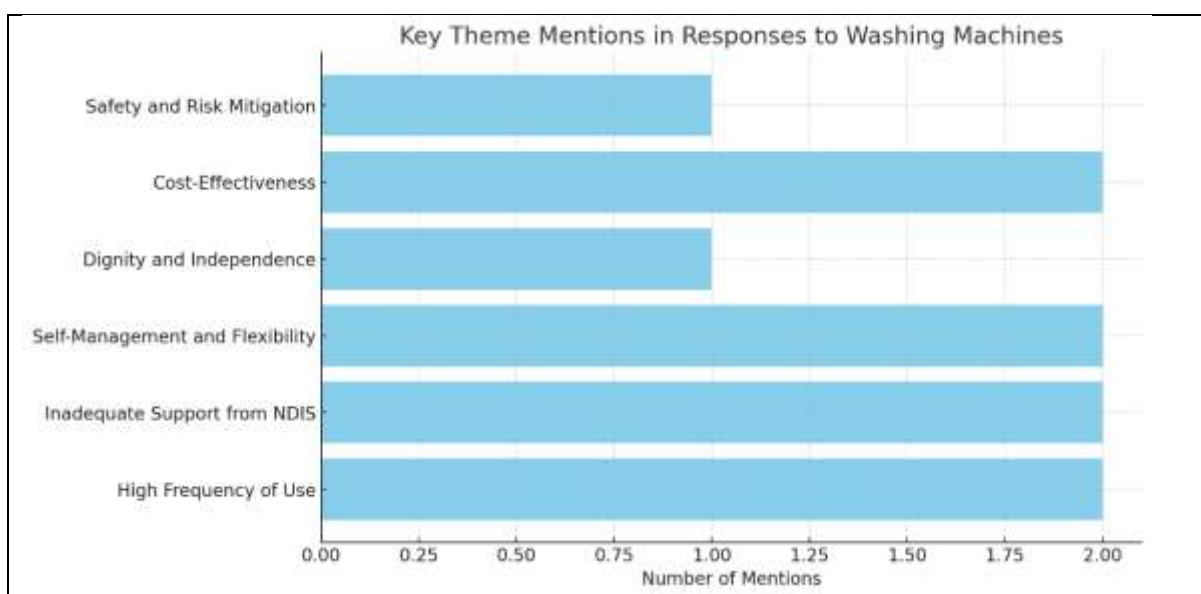 Key Theme Mentions in Responses to Washing Machines
Safety and Risk Mitigation
Cost-Effectiveness
Dignity and Independence
Self-Management and Flexibility
Inadequate Support from NDIS
High Frequency of Use
0.00 0.25 0.50 0.75 1.00 1.25 1.50 1.75 2.00
Number of Mentions